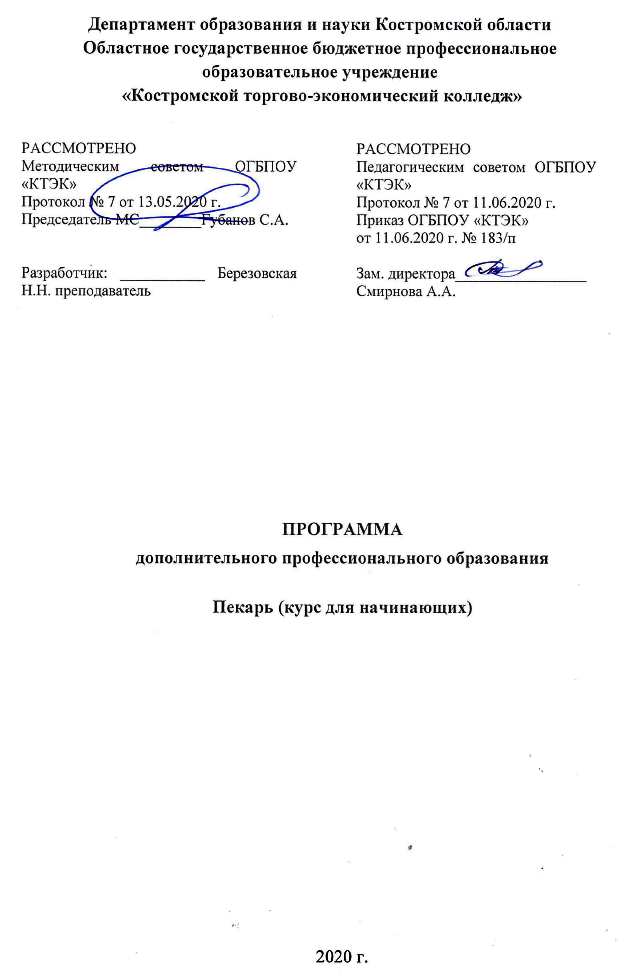 Департамент образования и науки Костромской области
Областное государственное бюджетное профессиональное
образовательное учреждение
«Костромской торгово-экономический колледж»
РАССМОТРЕНО
Методическим советом ОГБПОУ
«КТЭК»
Протокол № 7 от 13.05.2020 г.
Председатель МС_________Губанов С.А.
Разработчик: ___________ Березовская
Н.Н. преподаватель
РАССМОТРЕНО
Педагогическим советом ОГБПОУ
«КТЭК»
Протокол № 7 от 11.06.2020 г.
Приказ ОГБПОУ «КТЭК»
от 11.06.2020 г. № 183/п
Зам. директора_________________
Смирнова А.А.
ПРОГРАММА
дополнительного профессионального образования
Пекарь (курс для начинающих)
2020 г.